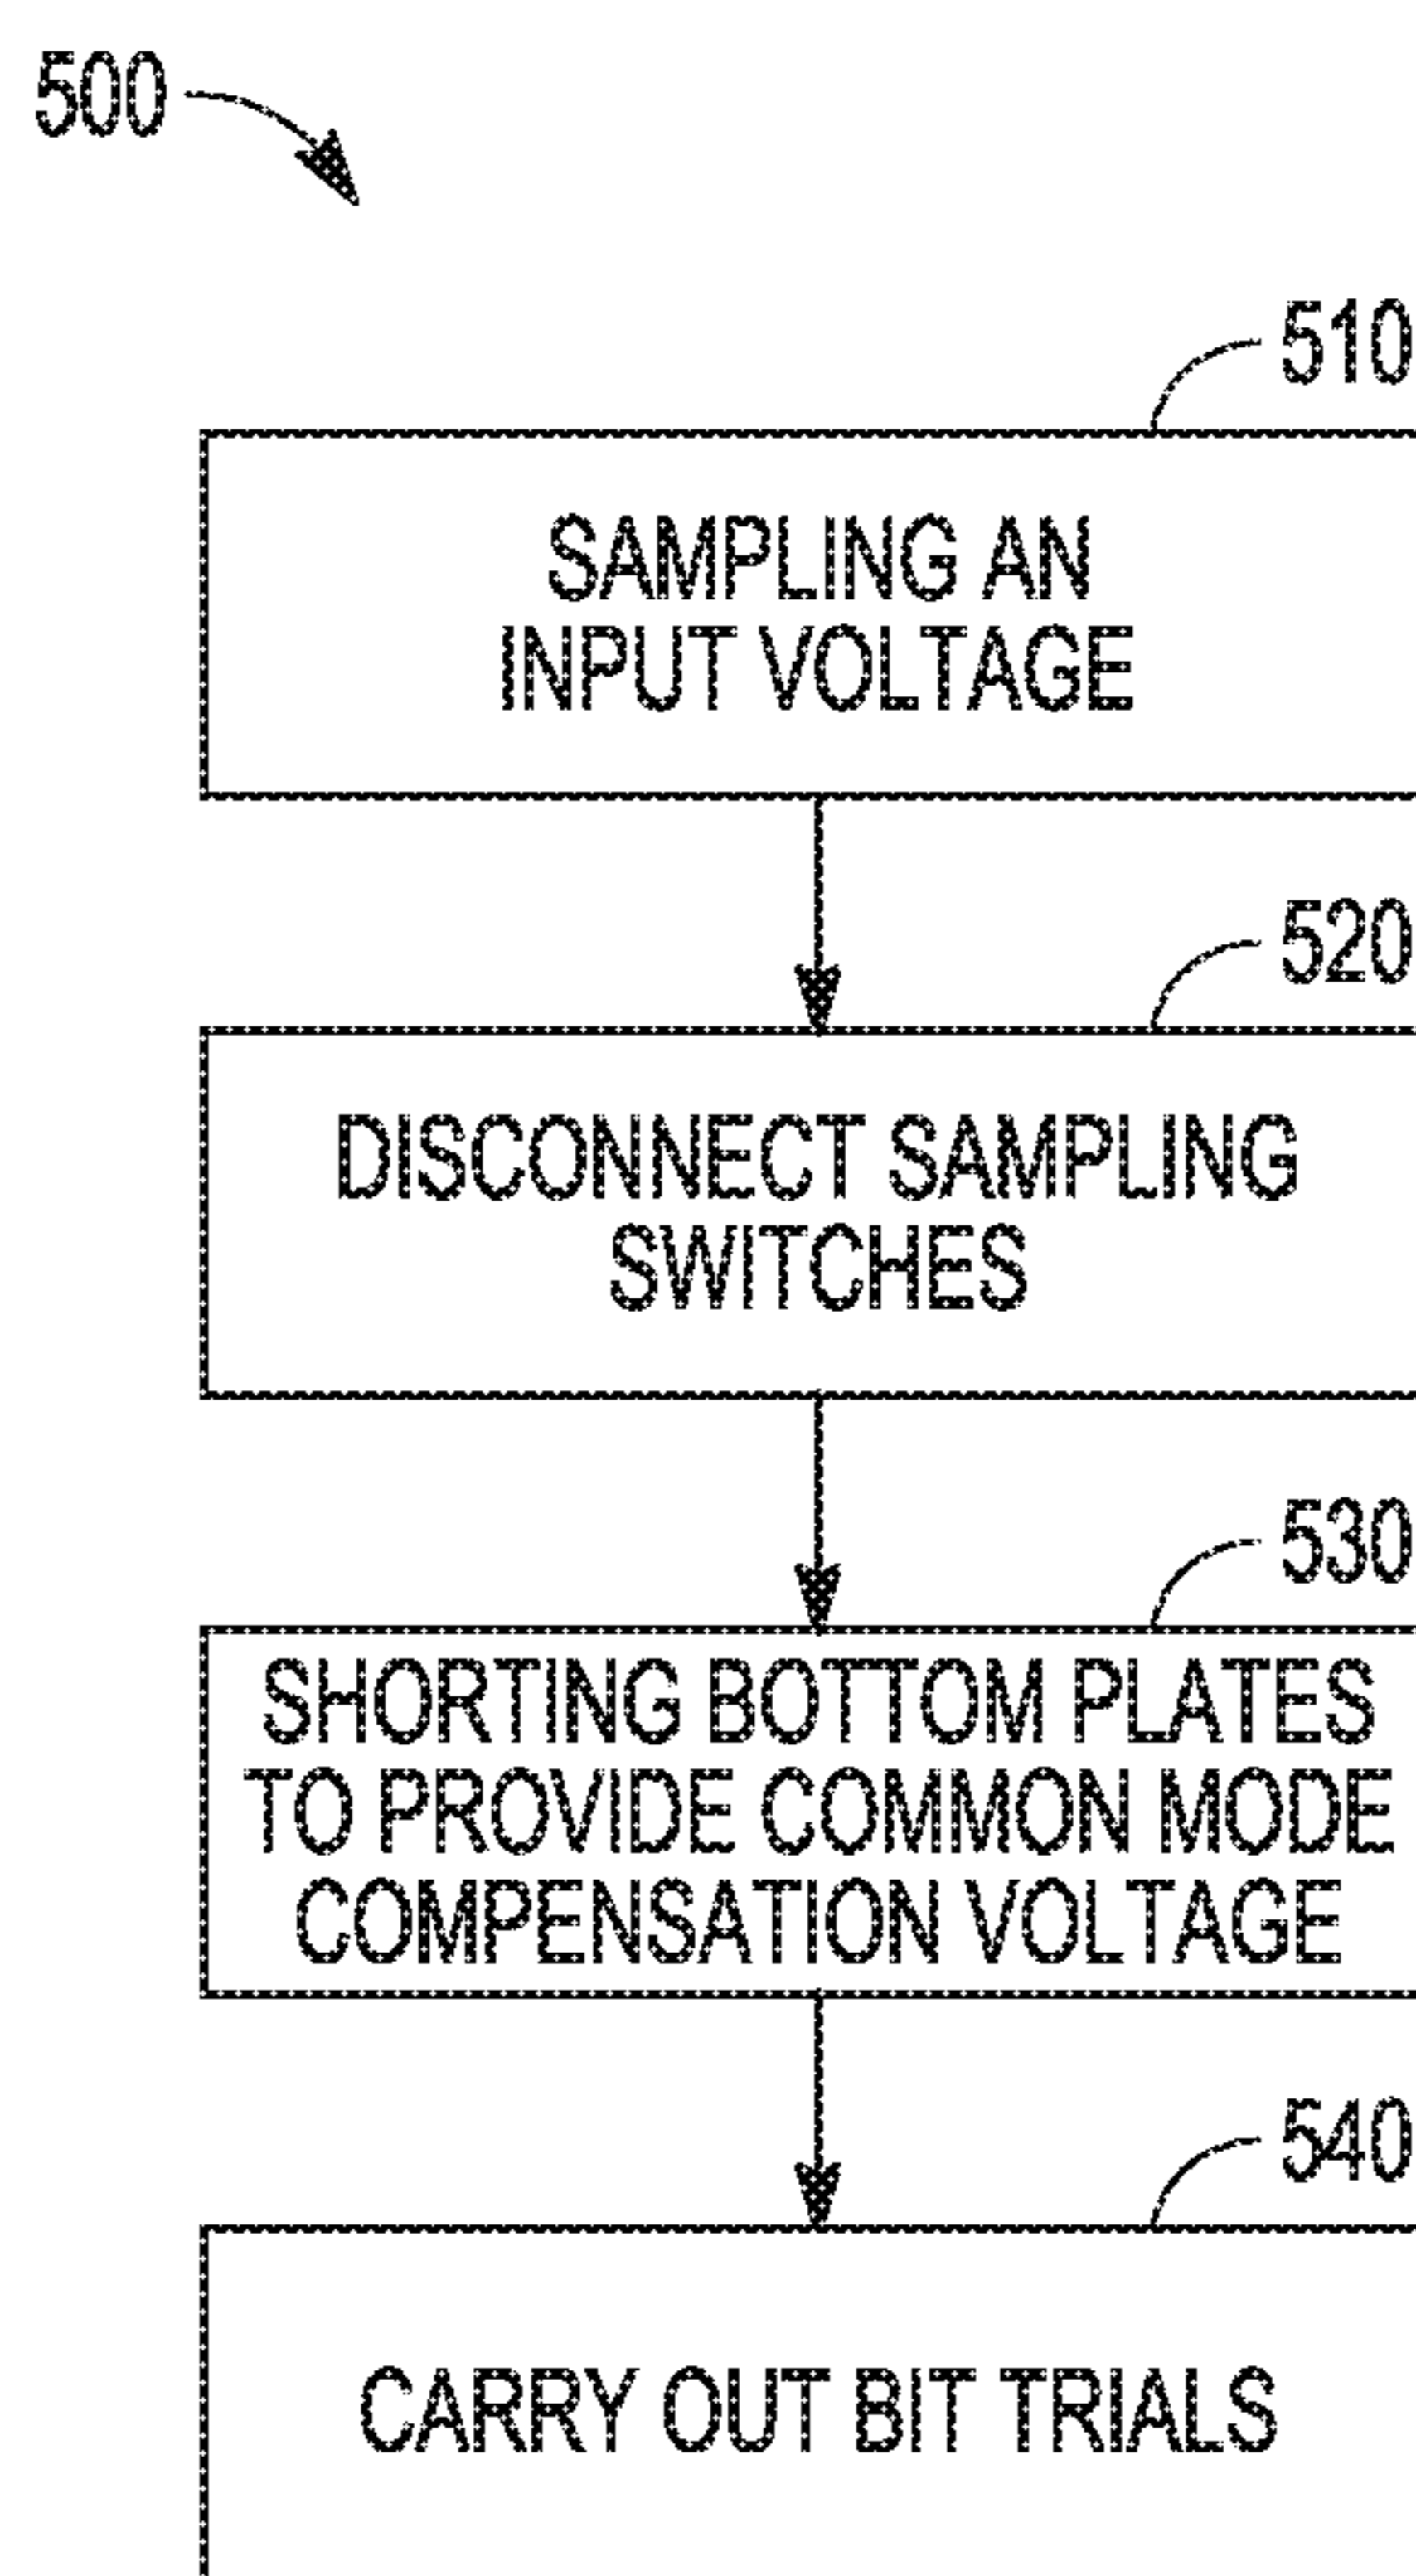 500
510
SAMPLING AN
INPUT VOLTAGE
520
DISCONNECT SAMPLING
SWITCHES
530
SHORTING BOTTOM PLATES
TO PROVIDE COMMON MODE
COMPENSATION VOLTAGE
540
CARRY OUT BIT TRIALS